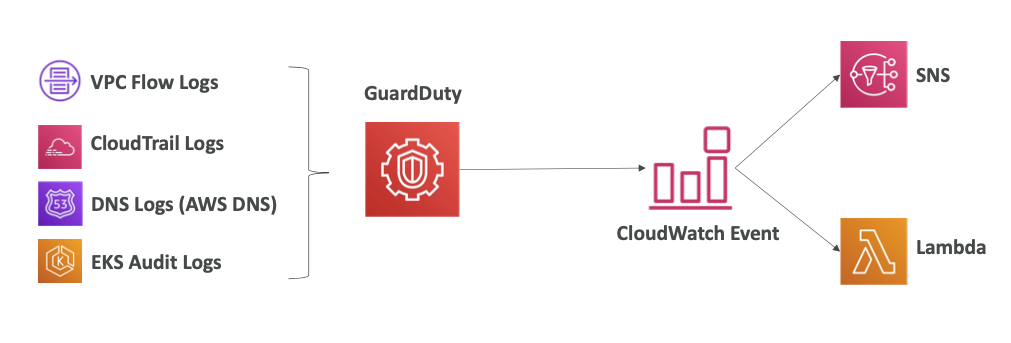 VPC Flow Logs
CloudTrail Logs
53
DNS Logs (AWS DNS)
K
EKS Audit Logs
GuardDuty
CloudWatch Event
SNS
Lambda